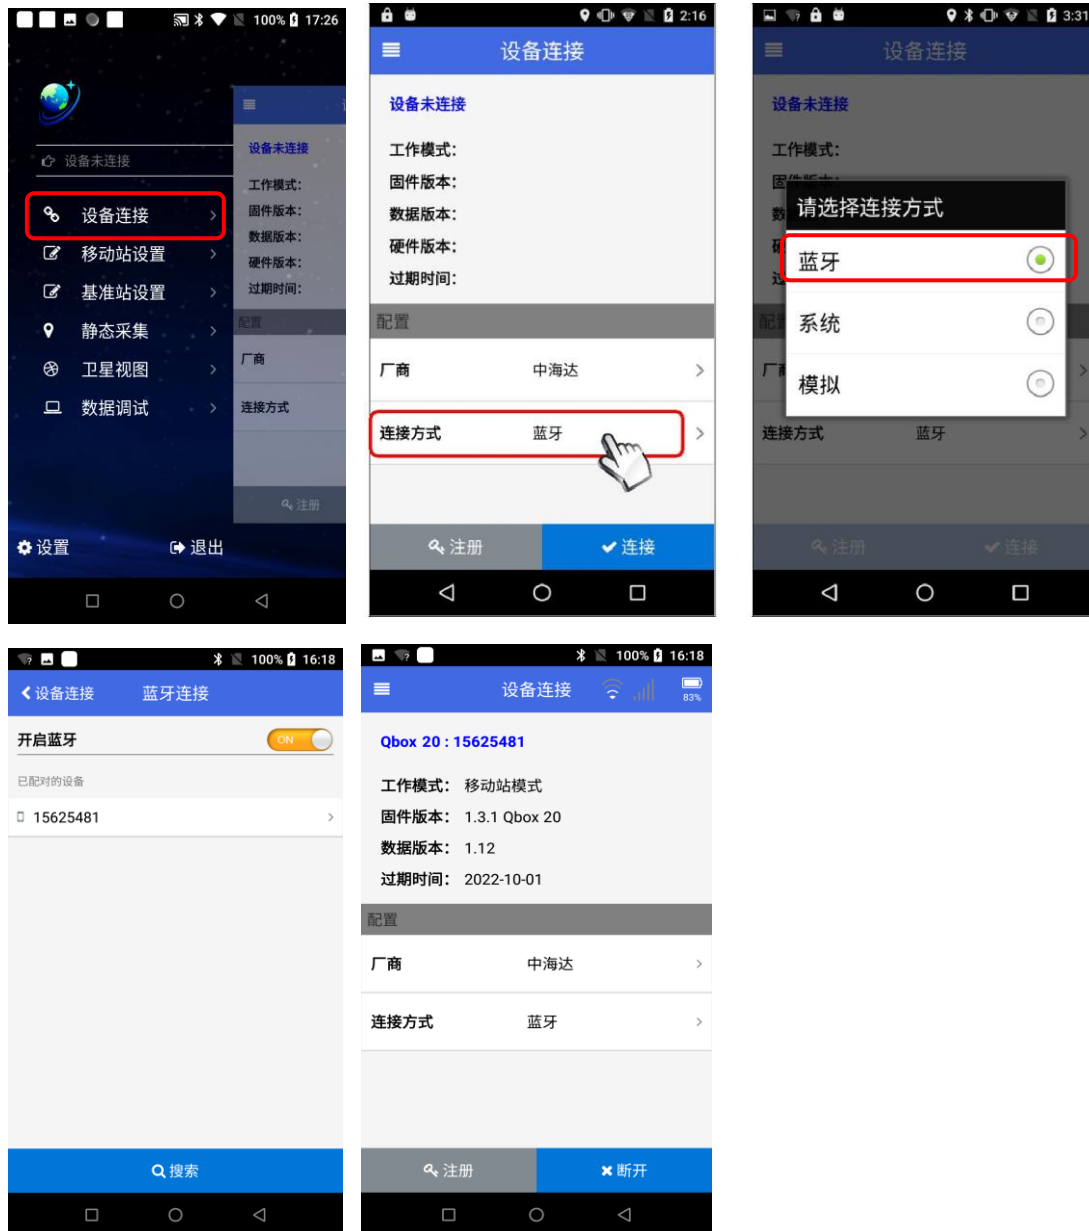 100% 17:26
设备未连接
设备连接
移动站设置
基准站设置
静态采集
卫星视图
数据调试
设置
退出
设备未连接
工作模式：
固件版本：
数据版本：
硬件版本：
过期时间：
配置
厂商
连接方式
注册
2:16
设备连接
设备未连接
工作模式：
固件版本：
数据版本：
硬件版本：
过期时间：
配置
厂商 中海达
连接方式 蓝牙
注册 连接
3:31
设备连接
设备未连接
工作模式：
请选择连接方式
蓝牙
系统
模拟
连接方式 蓝牙
注册 连接
100% 16:18
设备连接 蓝牙连接
开启蓝牙 ON
已配对的设备
15625481
搜索
100% 16:18
设备连接 83%
Qbox 20 : 15625481
工作模式： 移动站模式
固件版本： 1.3.1 Qbox 20
数据版本： 1.12
过期时间： 2022-10-01
配置
厂商 中海达
连接方式 蓝牙
注册 断开